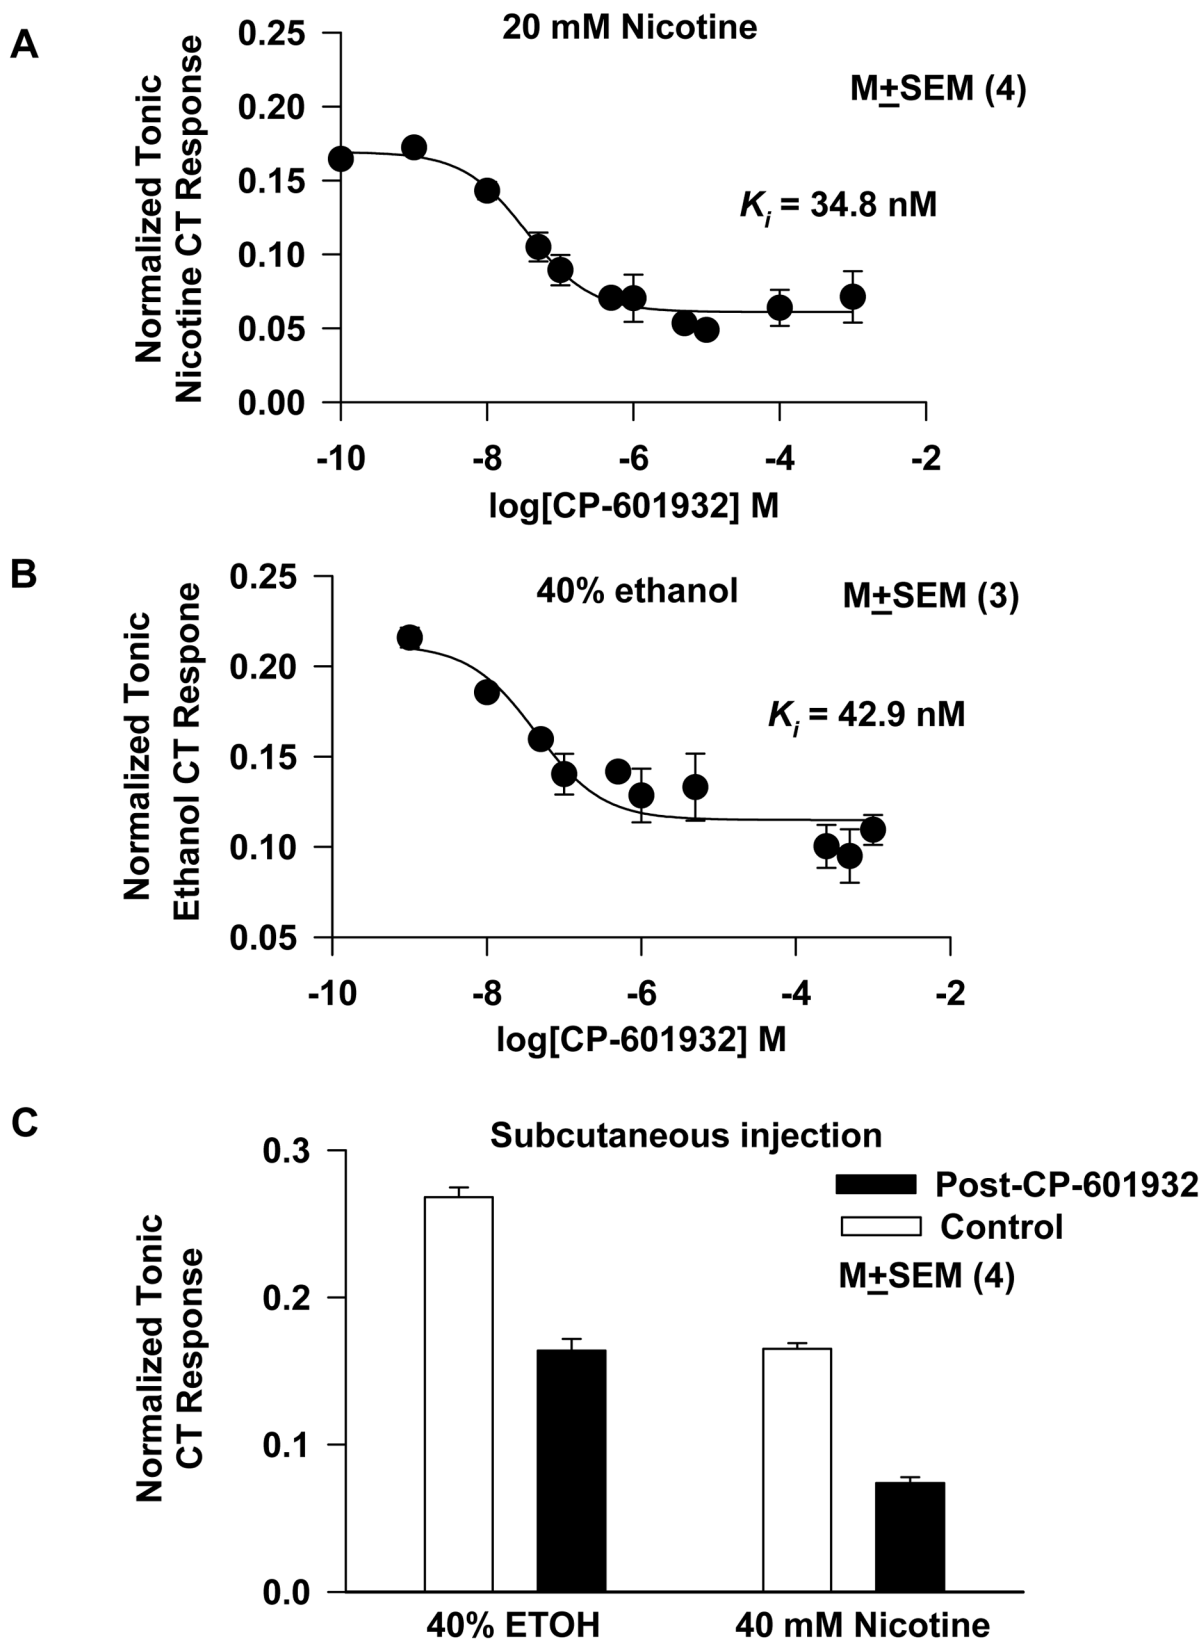 A
20 mM Nicotine
M±SEM (4)
Ki = 34.8 nM
Normalized Tonic
Nicotine CT Response
0.25
0.20
0.15
0.10
0.05
0.00
-10 -8 -6 -4 -2
log[CP-601932] M
B
40% ethanol
M±SEM (3)
Ki = 42.9 nM
Normalized Tonic
Ethanol CT Respone
0.25
0.20
0.15
0.10
0.05
-10 -8 -6 -4 -2
log[CP-601932] M
C
Subcutaneous injection
Post-CP-601932
Control
M±SEM (4)
Normalized Tonic
CT Response
0.3
0.2
0.1
0.0
40% ETOH 40 mM Nicotine